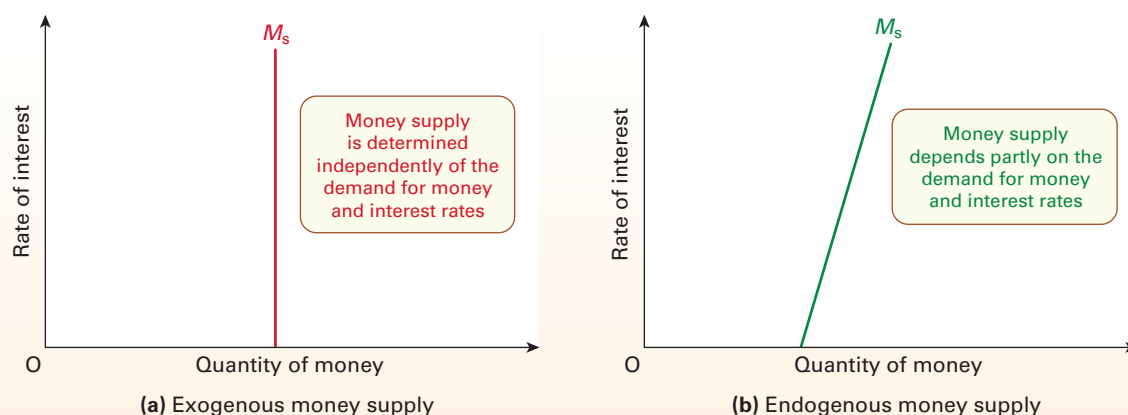 Ms
Rate of interest
Money supply
is determined
independently of the
demand for money
and interest rates
O
Quantity of money
(a) Exogenous money supply
Ms
Rate of interest
Money supply
depends partly on the
demand for money
and interest rates
O
Quantity of money
(b) Endogenous money supply